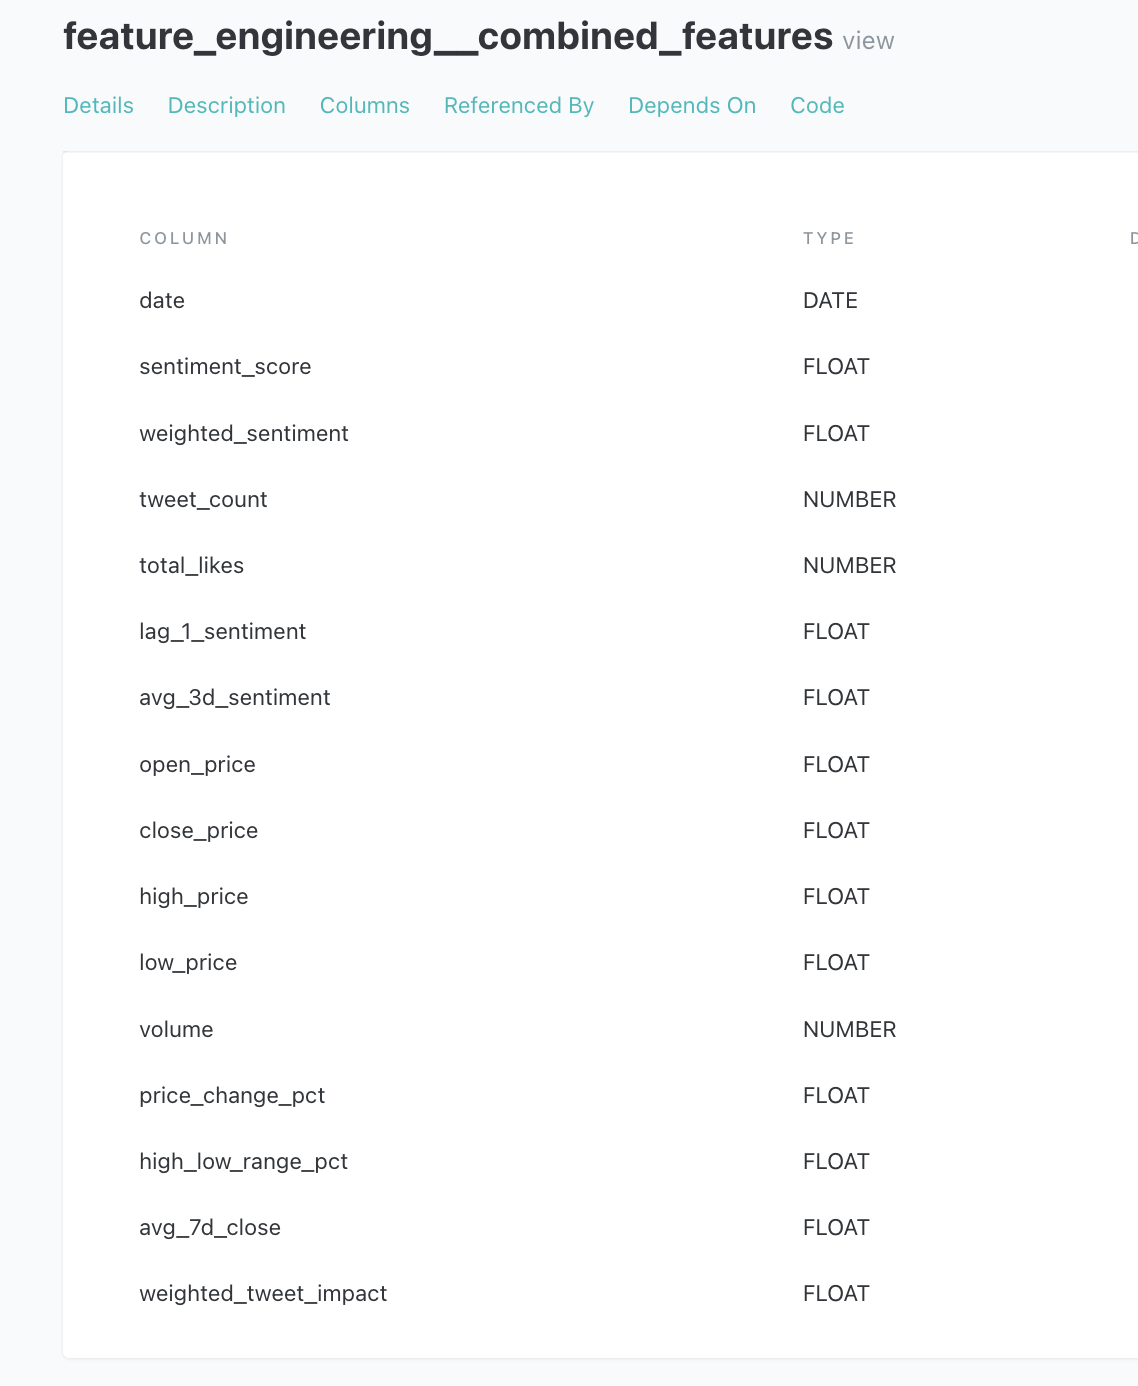 feature_engineering__combined_features view
Details Description Columns Referenced By Depends On Code
COLUMN TYPE D
date DATE
sentiment_score FLOAT
weighted_sentiment FLOAT
tweet_count NUMBER
total_likes NUMBER
lag_1_sentiment FLOAT
avg_3d_sentiment FLOAT
open_price FLOAT
close_price FLOAT
high_price FLOAT
low_price FLOAT
volume NUMBER
price_change_pct FLOAT
high_low_range_pct FLOAT
avg_7d_close FLOAT
weighted_tweet_impact FLOAT